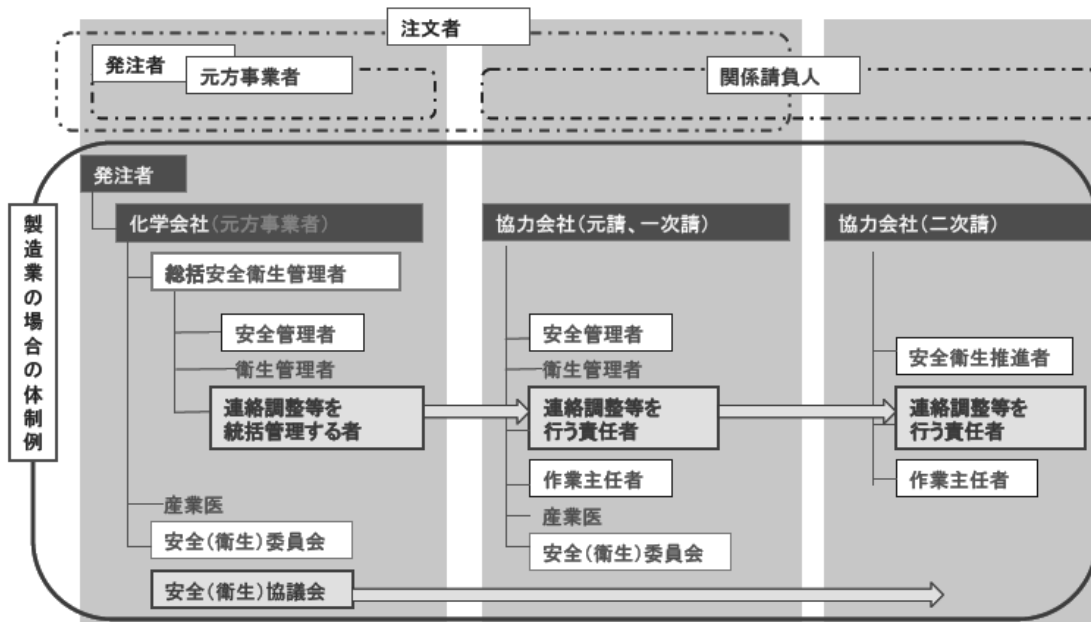 注文者
発注者
元方事業者
関係請負人
製造業の場合の体制例
発注者
化学会社(元方事業者)
総括安全衛生管理者
安全管理者
衛生管理者
連絡調整等を
統括管理する者
産業医
安全(衛生)委員会
安全(衛生)協議会
協力会社(元請、一次請)
安全管理者
衛生管理者
連絡調整等を
行う責任者
作業主任者
産業医
安全(衛生)委員会
協力会社(二次請)
安全衛生推進者
連絡調整等を
行う責任者
作業主任者